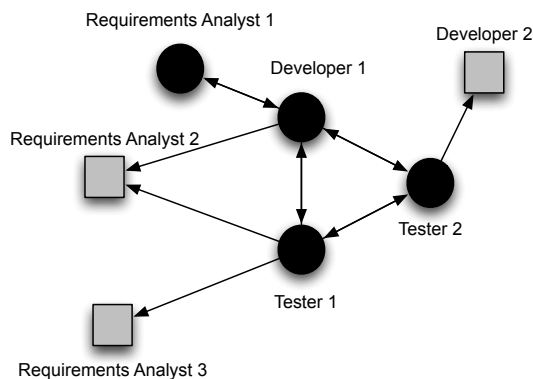 Requirements Analyst 1
Developer 2
Developer 1
Requirements Analyst 2
Tester 2
Tester 1
Requirements Analyst 3